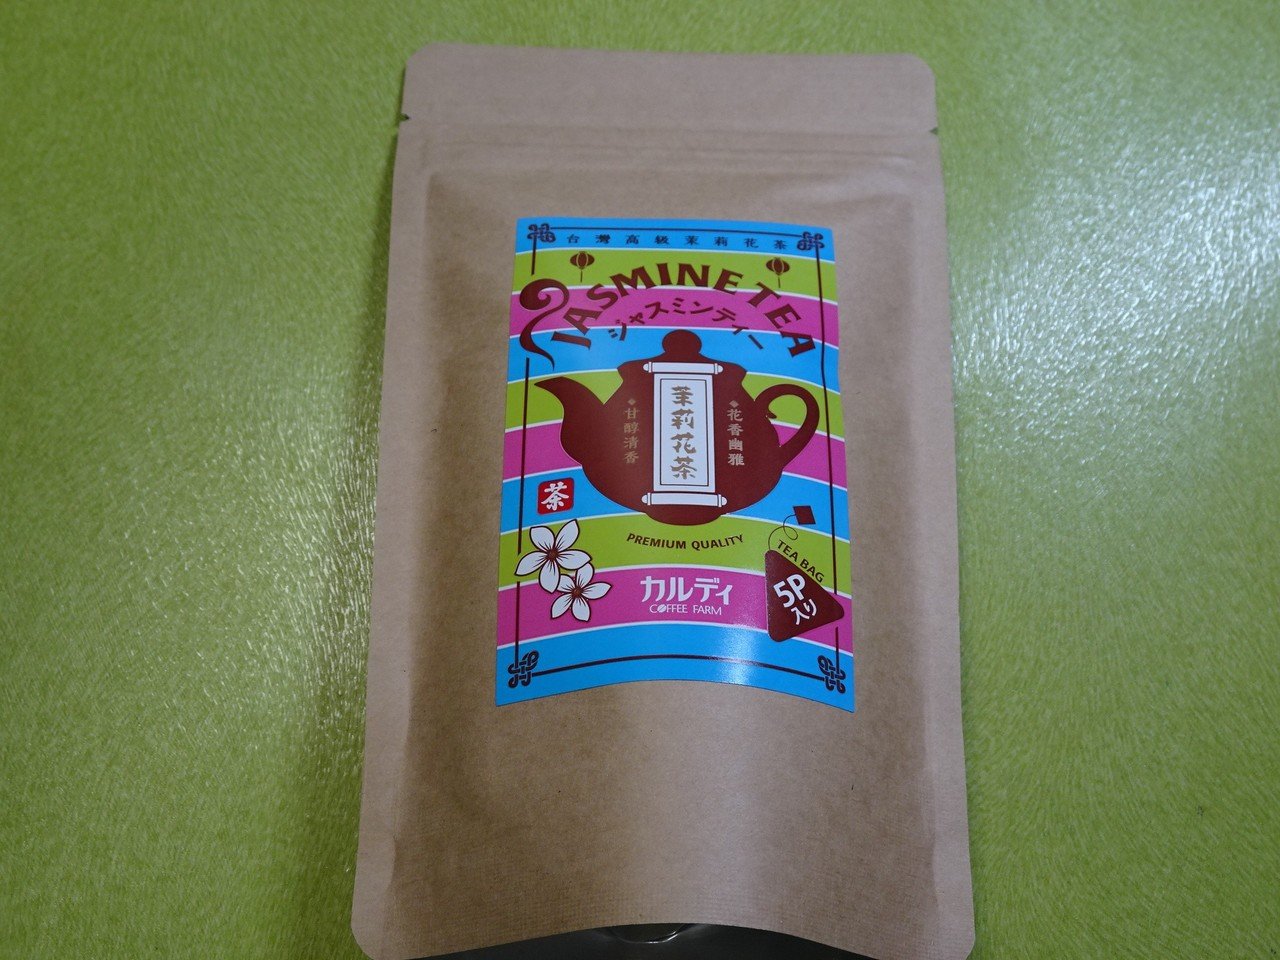 台灣高級茉莉花茶
JASMINE TEA
ジャスミンティー
茉莉花茶
花香幽雅
甘醇清香
茶
PREMIUM QUALITY
TEA BAG
5P
入り
カルディ
COFFEE FARM